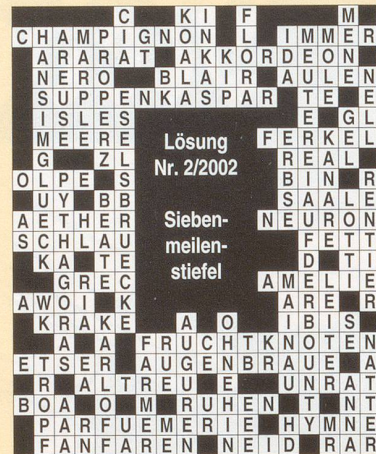 C KI F M
CHAMPIGNON L IMMER
ARARAT AKKORDEON
NERO BLAIR AULEN
SUPPENKASPAR TE E
ISLES E GL
MEERE FERKEL
G ZL REAL
OLPE S BIN R
UY BB SAALE
AETHER NEURON
SCHLAU FETT
KA TE D TI
GREC AMELIE
AWOI K ARE R
KRAKE A O IBIS
A A FRUCHTKNOTEN
ETSER AUGENBRAUE A
R ALTREU E UNRAT
BOA O M RUHEN T NT
PARFUEMERIE HYMNE
FANFAREN NEID RAR
Lösung
Nr. 2/2002
Sieben-
meilen-
stiefel